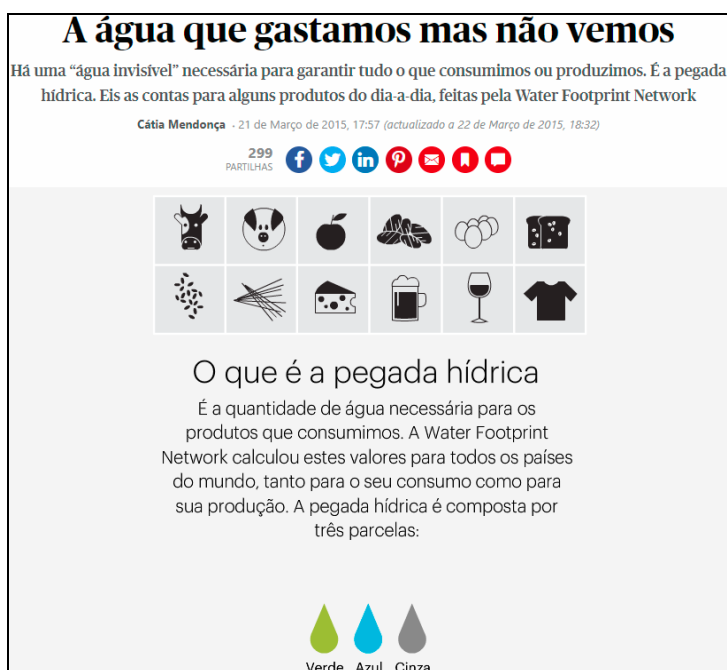 A água que gastamos mas não vemos
Há uma “água invisível” necessária para garantir tudo o que consumimos ou produzimos. É a pegada
hídrica. Eis as contas para alguns produtos do dia-a-dia, feitas pela Water Footprint Network
Cátia Mendonça · 21 de Março de 2015, 17:57 (actualizado a 22 de Março de 2015, 18:32)
299
PARTILHAS
O que é a pegada hídrica
É a quantidade de água necessária para os
produtos que consumimos. A Water Footprint
Network calculou estes valores para todos os países
do mundo, tanto para o seu consumo como para
sua produção. A pegada hídrica é composta por
três parcelas:
Verde Azul Cinza